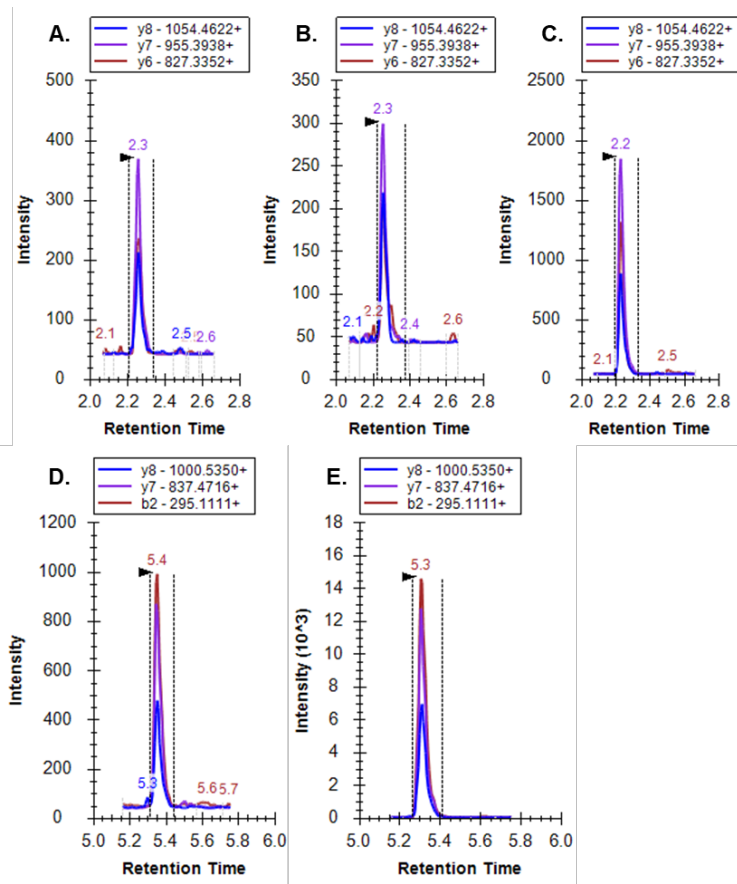 A.
y8 - 1054.4622+
y7 - 955.3938+
y6 - 827.3352+
500
400
300
200
100
0
Intensity
2.3
2.1
2.5
2.6
2.0 2.2 2.4 2.6 2.8
Retention Time
B.
y8 - 1054.4622+
y7 - 955.3938+
y6 - 827.3352+
350
300
250
200
150
100
50
0
Intensity
2.3
2.1
2.2
2.4
2.6
2.0 2.2 2.4 2.6 2.8
Retention Time
C.
y8 - 1054.4622+
y7 - 955.3938+
y6 - 827.3352+
2500
2000
1500
1000
500
0
Intensity
2.2
2.1
2.5
2.0 2.2 2.4 2.6 2.8
Retention Time
D.
y8 - 1000.5350+
y7 - 837.4716+
b2 - 295.1111+
1200
1000
800
600
400
200
0
Intensity
5.4
5.3
5.6 5.7
5.0 5.2 5.4 5.6 5.8 6.0
Retention Time
E.
y8 - 1000.5350+
y7 - 837.4716+
b2 - 295.1111+
18
16
14
12
10
8
6
4
2
0
Intensity (10^3)
5.3
5.0 5.2 5.4 5.6 5.8 6.0
Retention Time